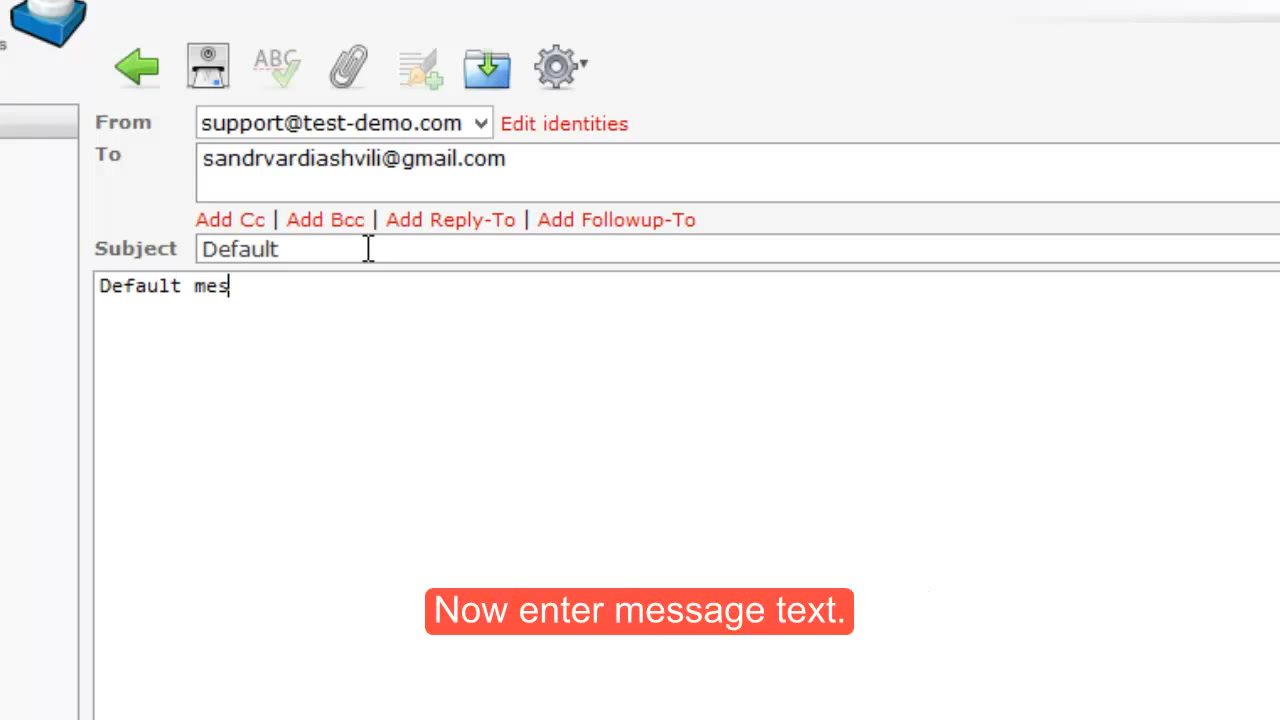 s
ABC
From support@test-demo.com Edit identities
To sandrvardiashvili@gmail.com
Add Cc | Add Bcc | Add Reply-To | Add Followup-To
Subject Default
Default mes
Now enter message text.